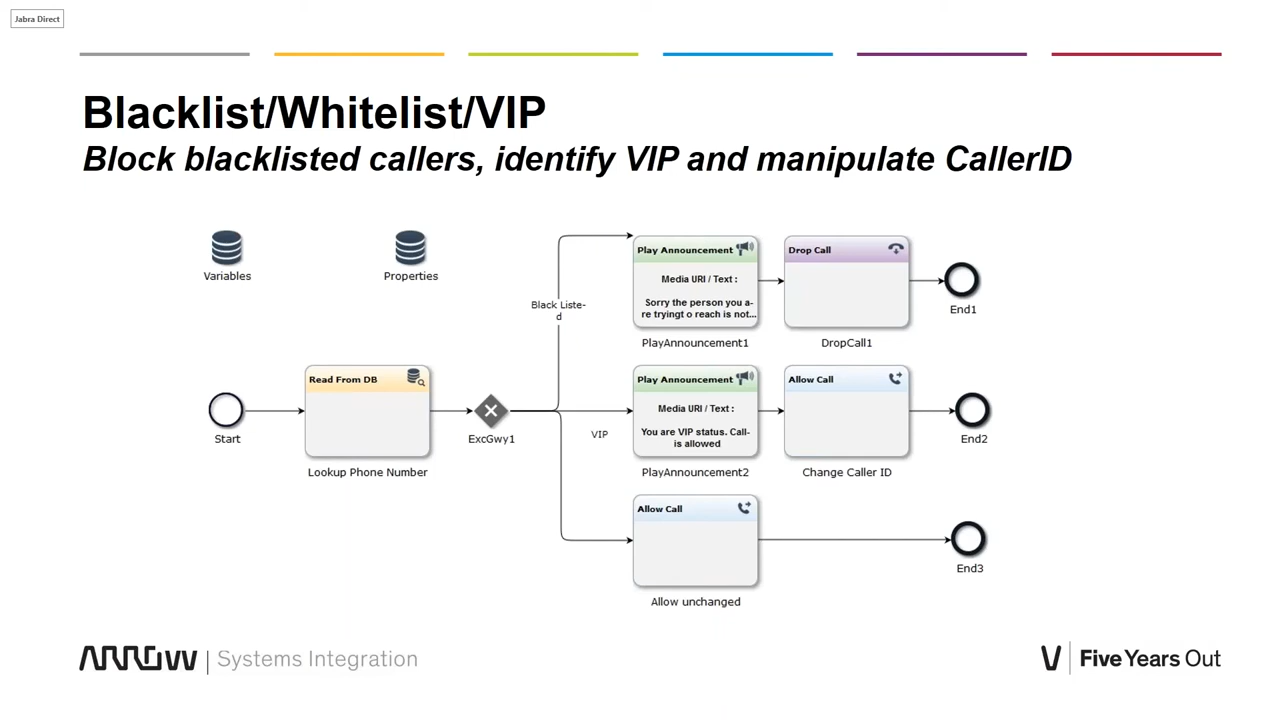 Jabra Direct
Blacklist/Whitelist/VIP
Block blacklisted callers, identify VIP and manipulate CallerID
Variables
Properties
Play Announcement
Media URI / Text :
Sorry the person you a-
re tryingt o reach is not...
PlayAnnouncement1
Drop Call
DropCall1
End1
Black Liste-
d
Start
Read From DB
Lookup Phone Number
ExcGwy1
VIP
Play Announcement
Media URI / Text :
You are VIP status. Call-
is allowed
PlayAnnouncement2
Allow Call
Change Caller ID
End2
Allow Call
Allow unchanged
End3
ARROW | Systems Integration
V | Five Years Out